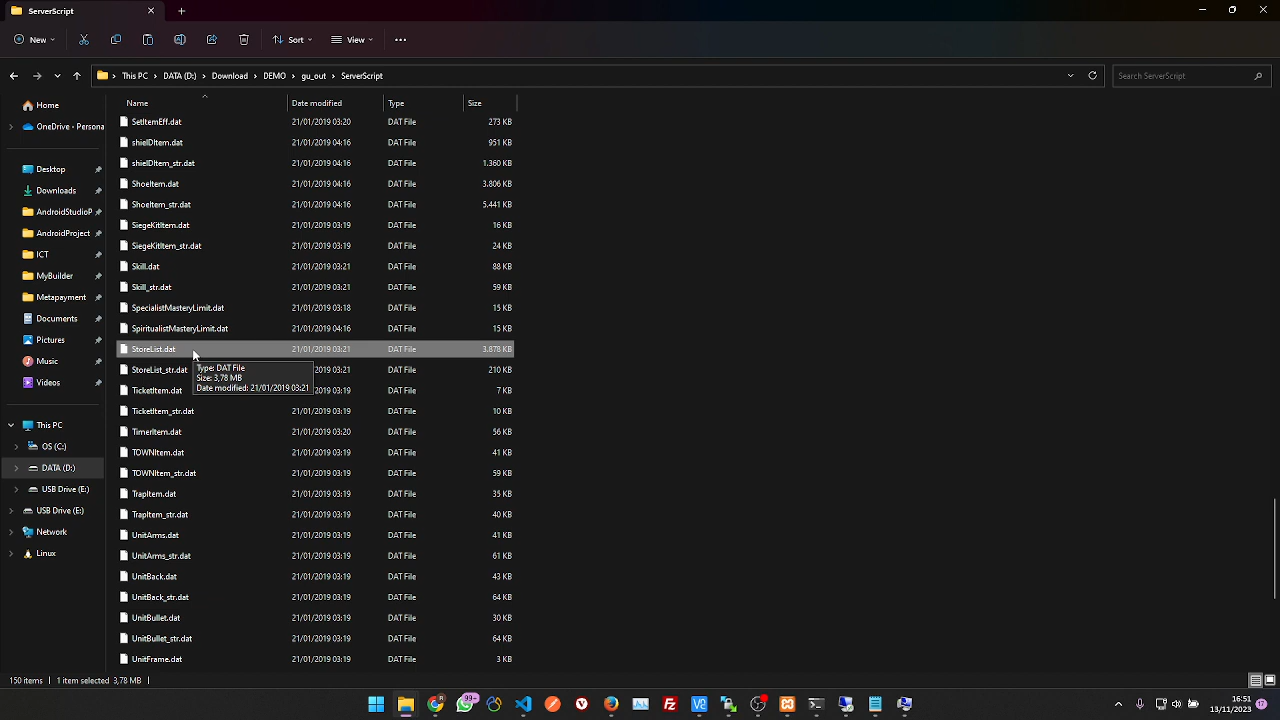 ServerScript
New
Sort
View
This PC
DATA (D:)
Download
DEMO
gu_out
ServerScript
Search ServerScript
Name
Date modified
Type
Size
Home
OneDrive - Persona
Desktop
Downloads
AndroidStudioP
AndroidProject
ICT
MyBuilder
Metapayment
Documents
Pictures
Music
Videos
This PC
OS (C:)
DATA (D:)
USB Drive (E:)
USB Drive (E:)
Network
Linux
SetItemEff.dat 21/01/2019 03:20 DAT File 273 KB
shielDItem.dat 21/01/2019 04:16 DAT File 951 KB
shielDItem_str.dat 21/01/2019 04:16 DAT File 1.360 KB
ShoeItem.dat 21/01/2019 04:16 DAT File 3.806 KB
ShoeItem_str.dat 21/01/2019 04:16 DAT File 5.441 KB
SiegeKitItem.dat 21/01/2019 03:19 DAT File 16 KB
SiegeKitItem_str.dat 21/01/2019 03:19 DAT File 24 KB
Skill.dat 21/01/2019 03:21 DAT File 88 KB
Skill_str.dat 21/01/2019 03:21 DAT File 59 KB
SpecialistMasteryLimit.dat 21/01/2019 03:18 DAT File 15 KB
SpiritualistMasteryLimit.dat 21/01/2019 04:16 DAT File 15 KB
StoreList.dat 21/01/2019 03:21 DAT File 3.878 KB
StoreList_str.dat 2019 03:21 DAT File 210 KB
Type: DAT File
Size: 3,78 MB
Date modified: 21/01/2019 03:21
TicketItem.dat 2019 03:19 DAT File 7 KB
TicketItem_str.dat 21/01/2019 03:19 DAT File 10 KB
TimerItem.dat 21/01/2019 03:20 DAT File 56 KB
TOWNItem.dat 21/01/2019 03:19 DAT File 41 KB
TOWNItem_str.dat 21/01/2019 03:19 DAT File 59 KB
TrapItem.dat 21/01/2019 03:19 DAT File 35 KB
TrapItem_str.dat 21/01/2019 03:19 DAT File 40 KB
UnitArms.dat 21/01/2019 03:19 DAT File 41 KB
UnitArms_str.dat 21/01/2019 03:19 DAT File 61 KB
UnitBack.dat 21/01/2019 03:19 DAT File 43 KB
UnitBack_str.dat 21/01/2019 03:19 DAT File 64 KB
UnitBullet.dat 21/01/2019 03:19 DAT File 30 KB
UnitBullet_str.dat 21/01/2019 03:19 DAT File 64 KB
UnitFrame.dat 21/01/2019 03:19 DAT File 3 KB
150 items
1 item selected 3,78 MB
99+
16:51
13/11/2023
17